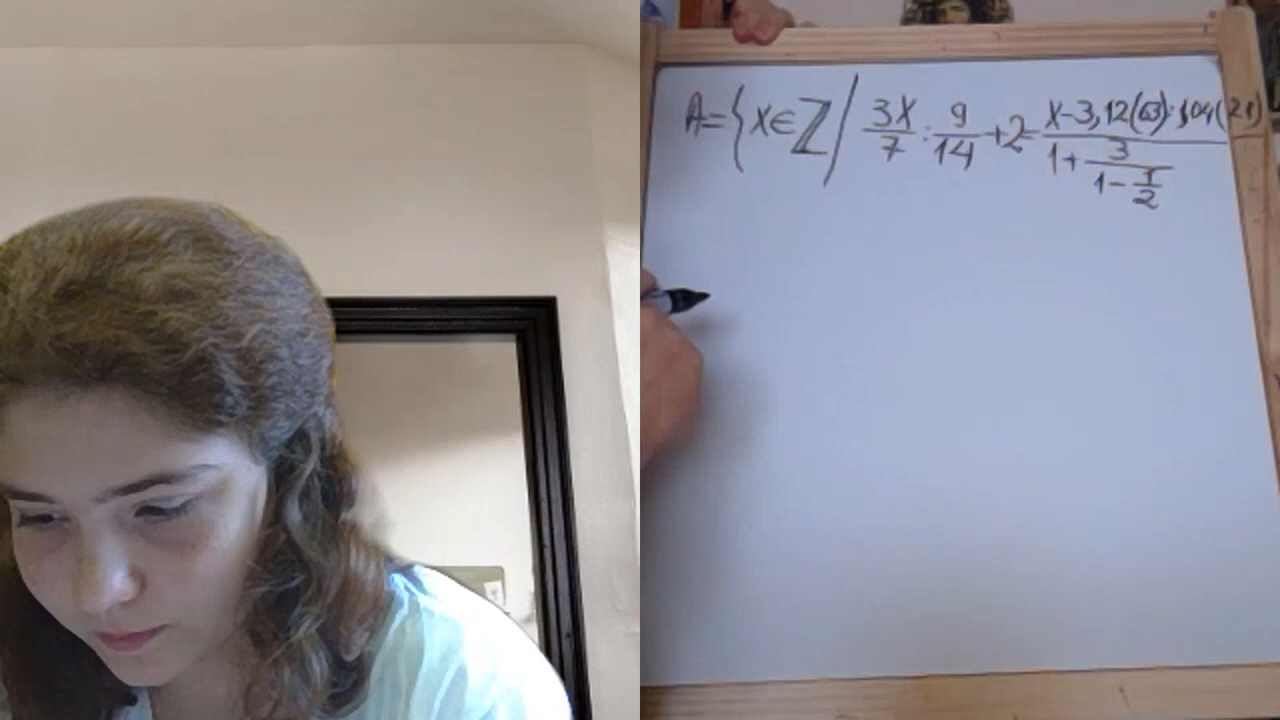 A={x∈ℤ / 3x/7 : 9/14 +2= (x-3,12(63):1,04(21))/(1+3/(1-1/2))